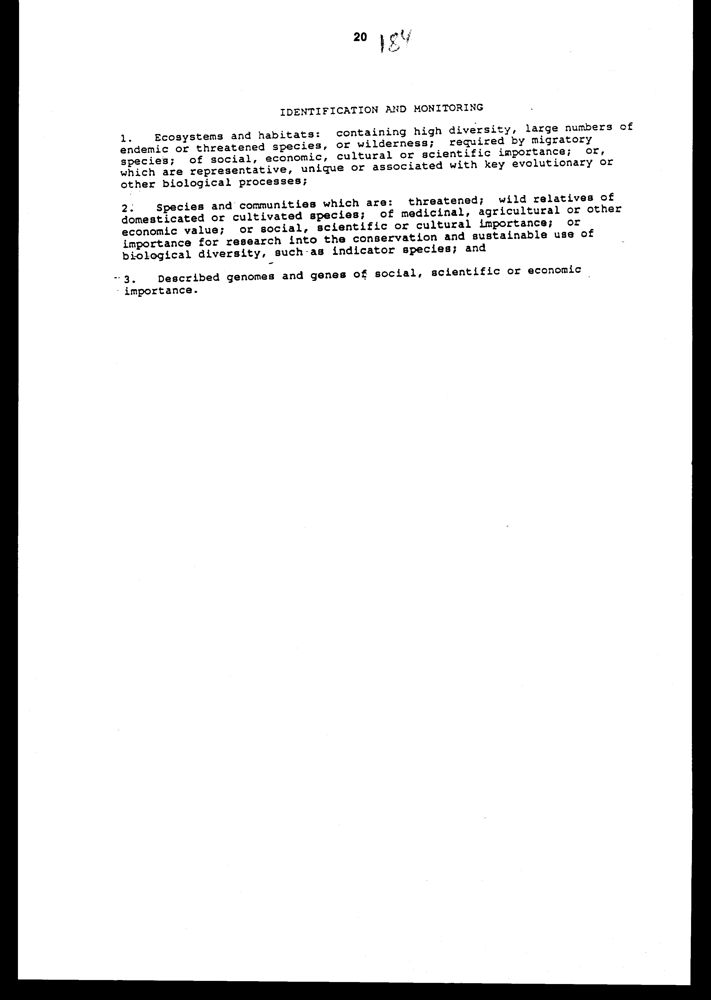 20 184
IDENTIFICATION AND MONITORING
1. Ecosystems and habitats: containing high diversity, large numbers of
endemic or threatened species, or wilderness; required by migratory
species; of social, economic, cultural or scientific importance; or,
which are representative, unique or associated with key evolutionary or
other biological processes;
2. Species and communities which are: threatened; wild relatives of
domesticated or cultivated species; of medicinal, agricultural or other
economic value; or social, scientific or cultural importance; or
importance for research into the conservation and sustainable use of
biological diversity, such as indicator species; and
3. Described genomes and genes of social, scientific or economic
importance.